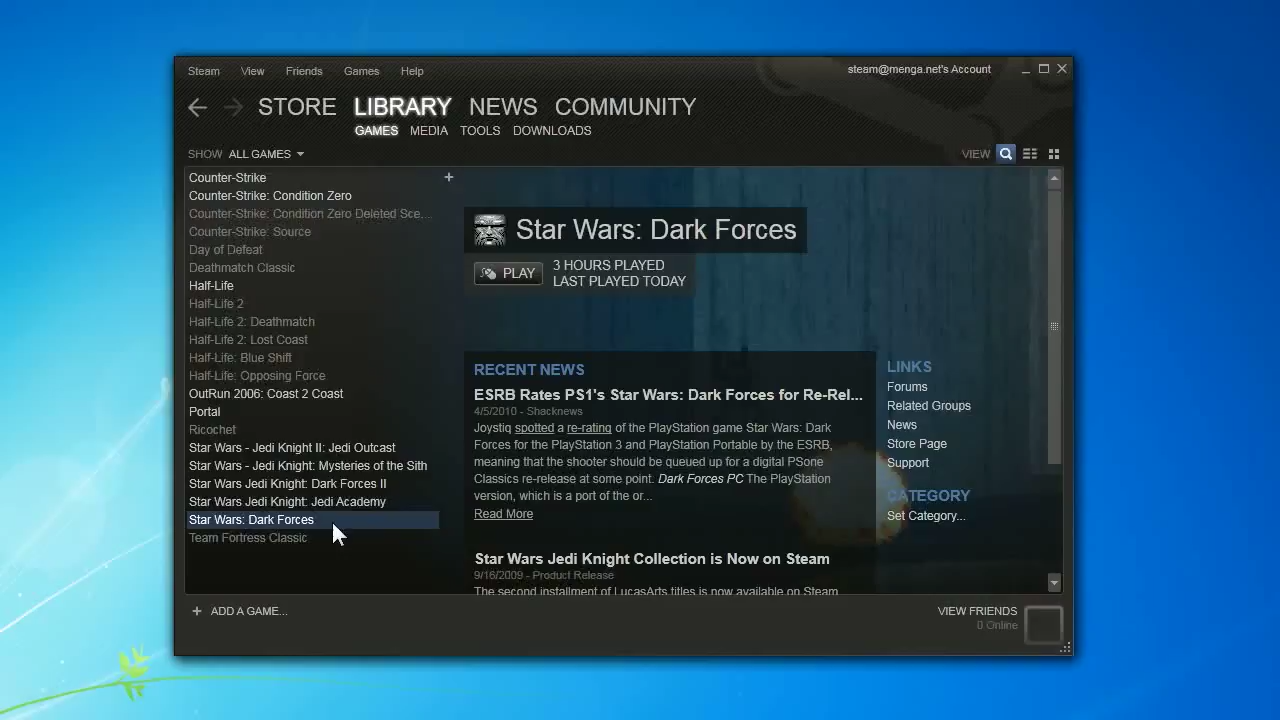 Steam View Friends Games Help
steam@menga.net's Account
STORE LIBRARY NEWS COMMUNITY
GAMES MEDIA TOOLS DOWNLOADS
SHOW ALL GAMES
VIEW
Counter-Strike
Counter-Strike: Condition Zero
Counter-Strike: Condition Zero Deleted Sce...
Counter-Strike: Source
Day of Defeat
Deathmatch Classic
Half-Life
Half-Life 2
Half-Life 2: Deathmatch
Half-Life 2: Lost Coast
Half-Life: Blue Shift
Half-Life: Opposing Force
OutRun 2006: Coast 2 Coast
Portal
Ricochet
Star Wars - Jedi Knight II: Jedi Outcast
Star Wars - Jedi Knight: Mysteries of the Sith
Star Wars Jedi Knight: Dark Forces II
Star Wars Jedi Knight: Jedi Academy
Star Wars: Dark Forces
Team Fortress Classic
Star Wars: Dark Forces
PLAY
3 HOURS PLAYED
LAST PLAYED TODAY
RECENT NEWS
ESRB Rates PS1's Star Wars: Dark Forces for Re-Rel...
4/5/2010 - Shacknews
Joystiq spotted a re-rating of the PlayStation game Star Wars: Dark
Forces for the PlayStation 3 and PlayStation Portable by the ESRB,
meaning that the shooter should be queued up for a digital PSone
Classics re-release at some point. Dark Forces PC The PlayStation
version, which is a port of the or...
Read More
Star Wars Jedi Knight Collection is Now on Steam
9/16/2009 - Product Release
The second installment of LucasArts titles is now available on Steam
LINKS
Forums
Related Groups
News
Store Page
Support
CATEGORY
Set Category...
+ ADD A GAME...
VIEW FRIENDS
0 Online